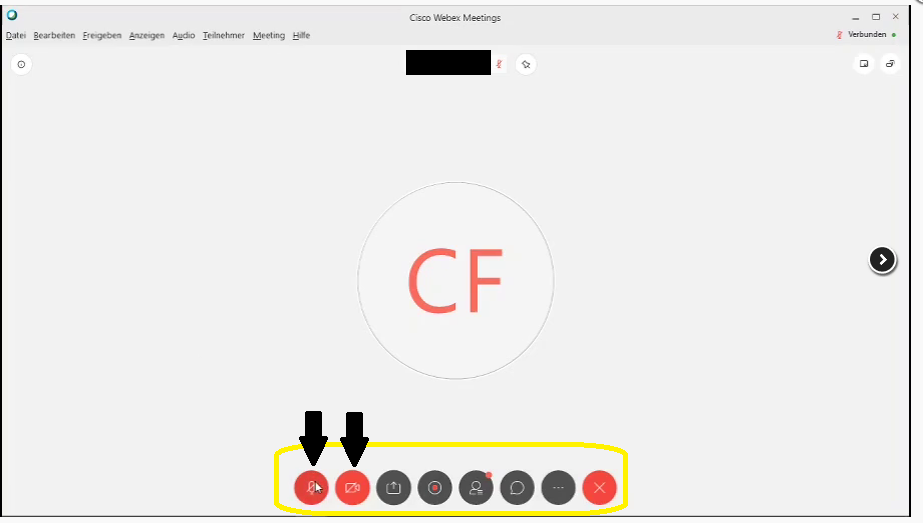 Cisco Webex Meetings
Datei Bearbeiten Freigeben Anzeigen Audio Teilnehmer Meeting Hilfe
Verbunden
CF